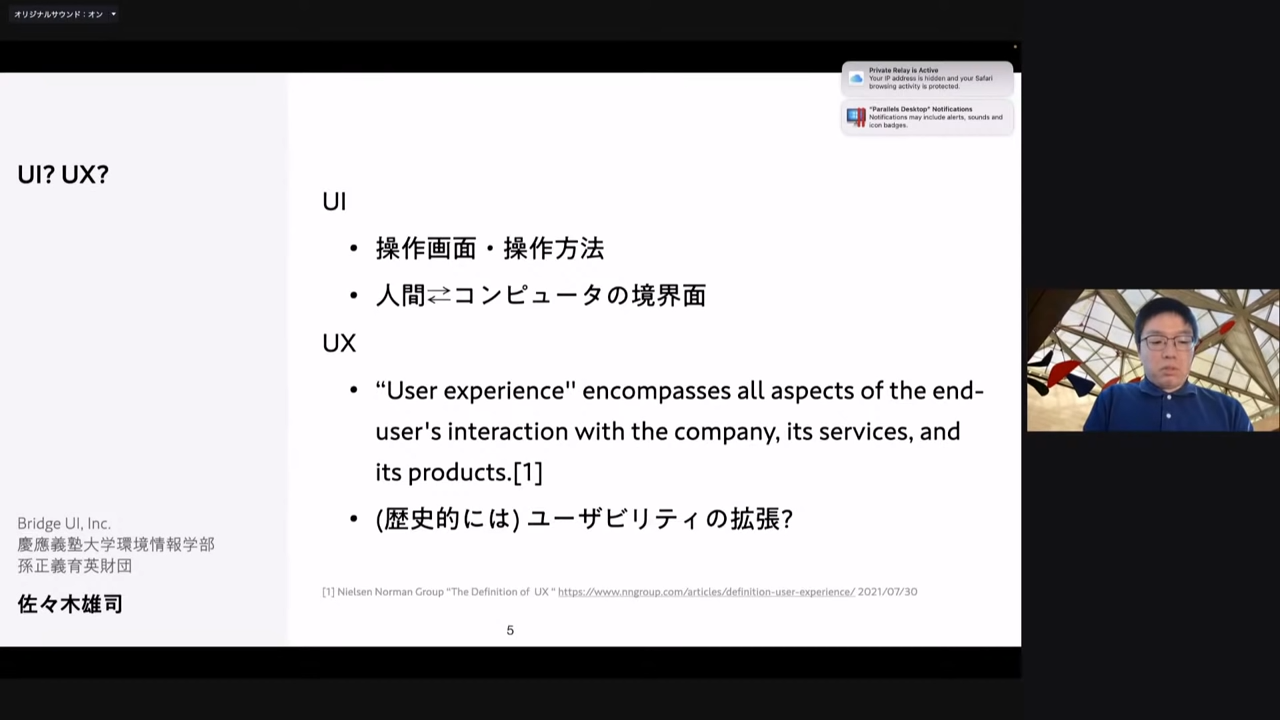 オリジナルサウンド：オン
Private Relay is Active
Your IP address is hidden and your Safari
browsing activity is protected.
"Parallels Desktop" Notifications
Notifications may include alerts, sounds and
icon badges.
UI? UX?
UI
• 操作画面・操作方法
• 人間⇄コンピュータの境界面
UX
• “User experience" encompasses all aspects of the end-
user's interaction with the company, its services, and
its products.[1]
• (歴史的には) ユーザビリティの拡張?
Bridge UI, Inc.
慶應義塾大学環境情報学部
孫正義育英財団
佐々木雄司
[1] Nielsen Norman Group “The Definition of UX “ https://www.nngroup.com/articles/definition-user-experience/ 2021/07/30
5